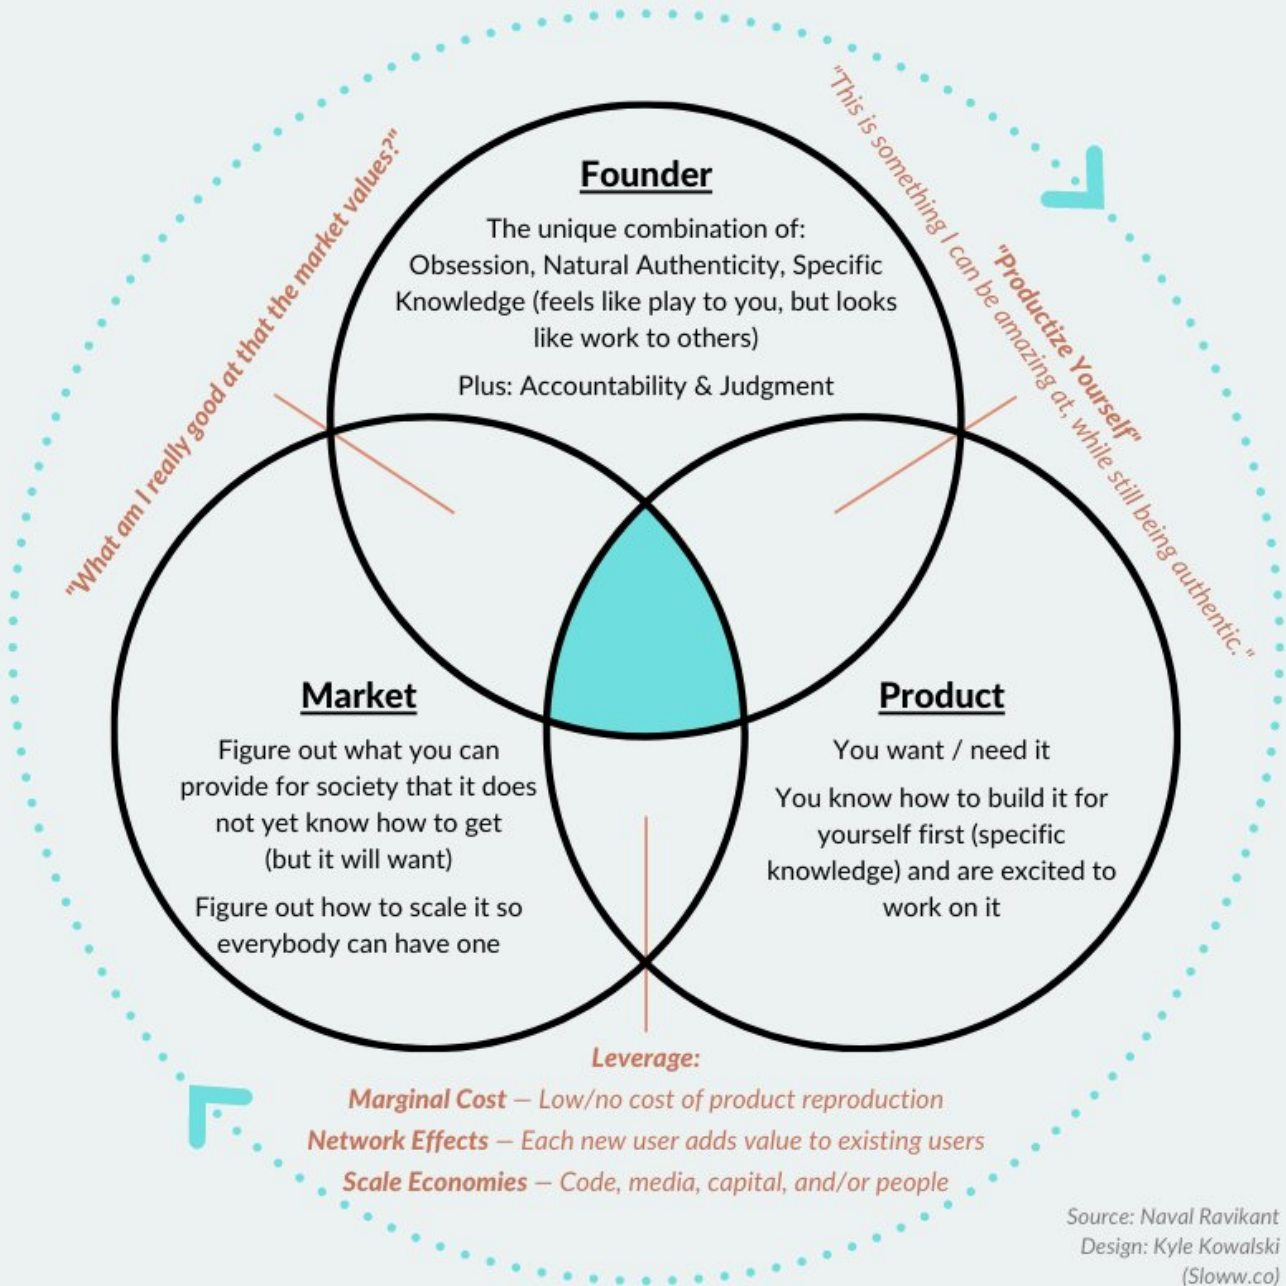 Founder
The unique combination of:
Obsession, Natural Authenticity, Specific
Knowledge (feels like play to you, but looks
like work to others)
Plus: Accountability & Judgment
"What am I really good at that the market values?"
"Productize Yourself"
"This is something I can be amazing at, while still being authentic."
Market
Figure out what you can
provide for society that it does
not yet know how to get
(but it will want)
Figure out how to scale it so
everybody can have one
Product
You want / need it
You know how to build it for
yourself first (specific
knowledge) and are excited to
work on it
Leverage:
Marginal Cost — Low/no cost of product reproduction
Network Effects — Each new user adds value to existing users
Scale Economies — Code, media, capital, and/or people
Source: Naval Ravikant
Design: Kyle Kowalski
(Sloww.co)